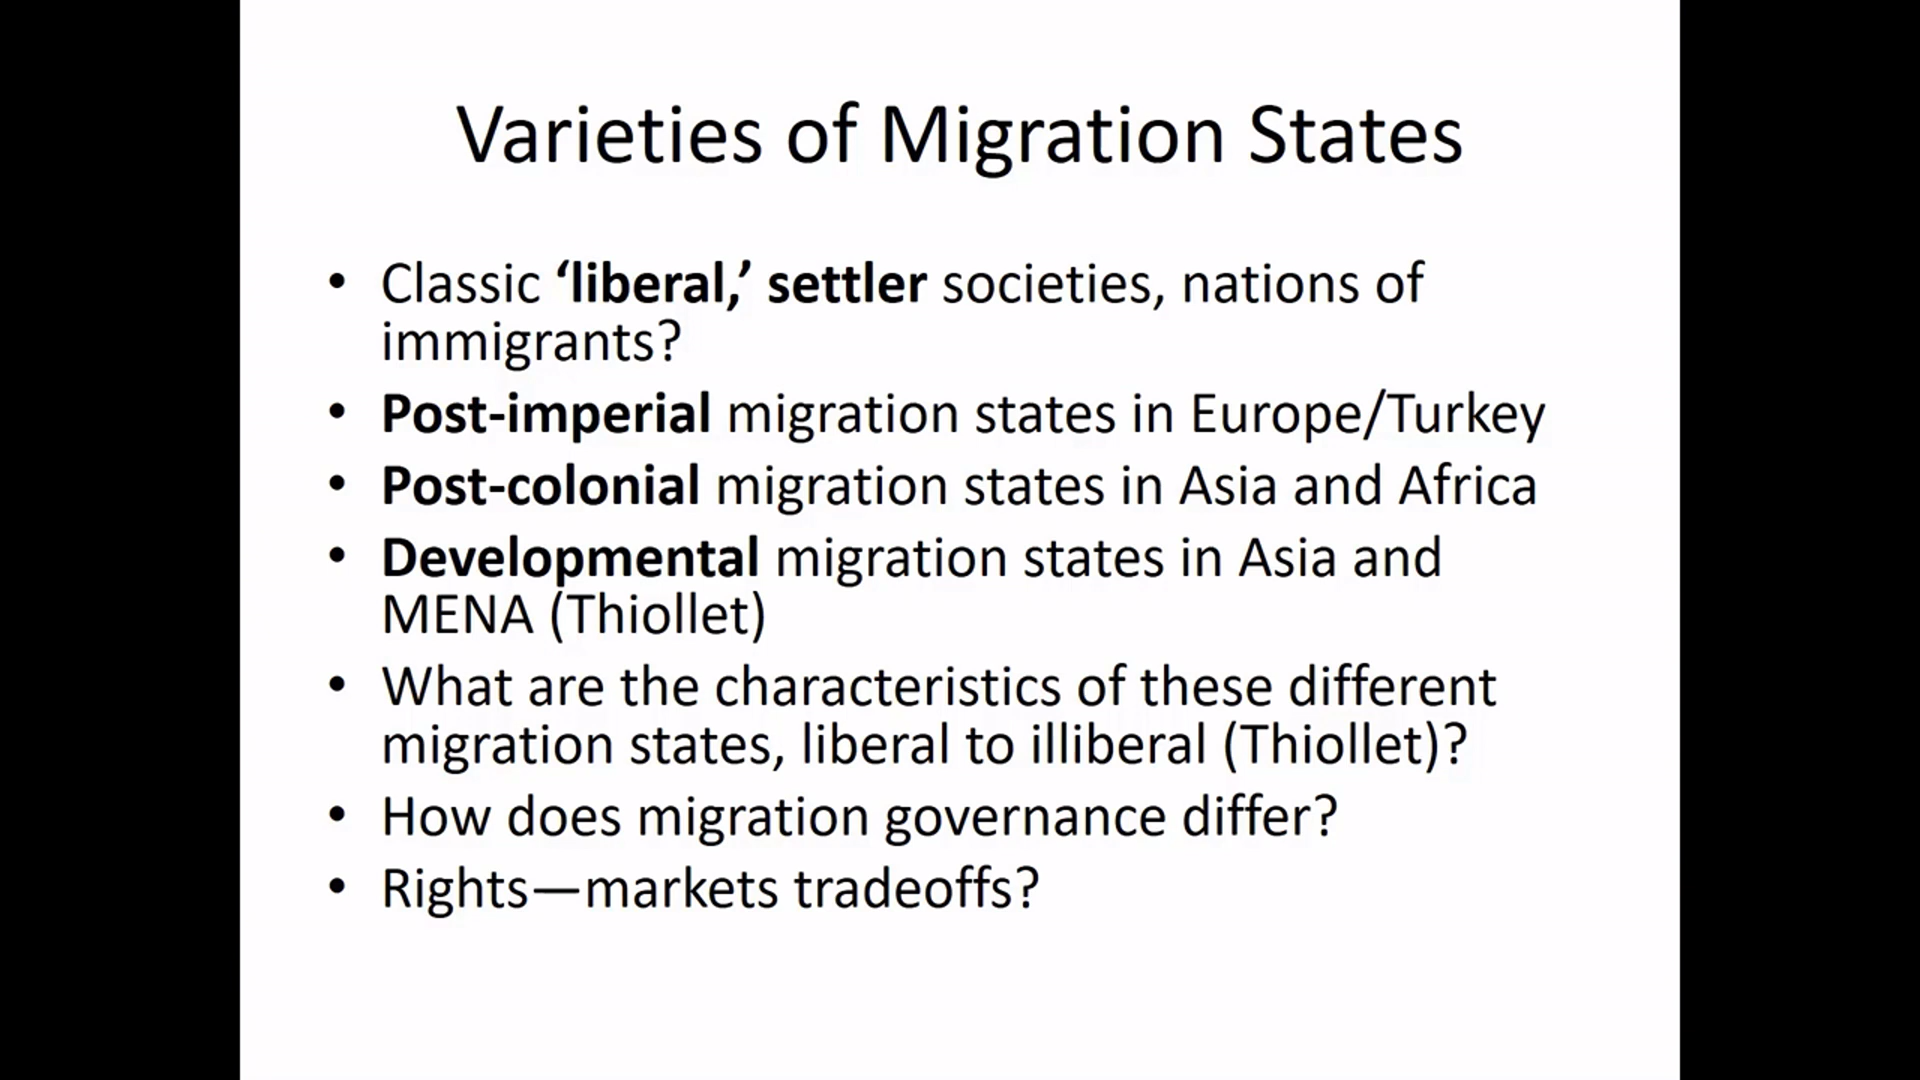 Varieties of Migration States
• Classic ‘liberal,’ settler societies, nations of
immigrants?
• Post-imperial migration states in Europe/Turkey
• Post-colonial migration states in Asia and Africa
• Developmental migration states in Asia and
MENA (Thiollet)
• What are the characteristics of these different
migration states, liberal to illiberal (Thiollet)?
• How does migration governance differ?
• Rights—markets tradeoffs?